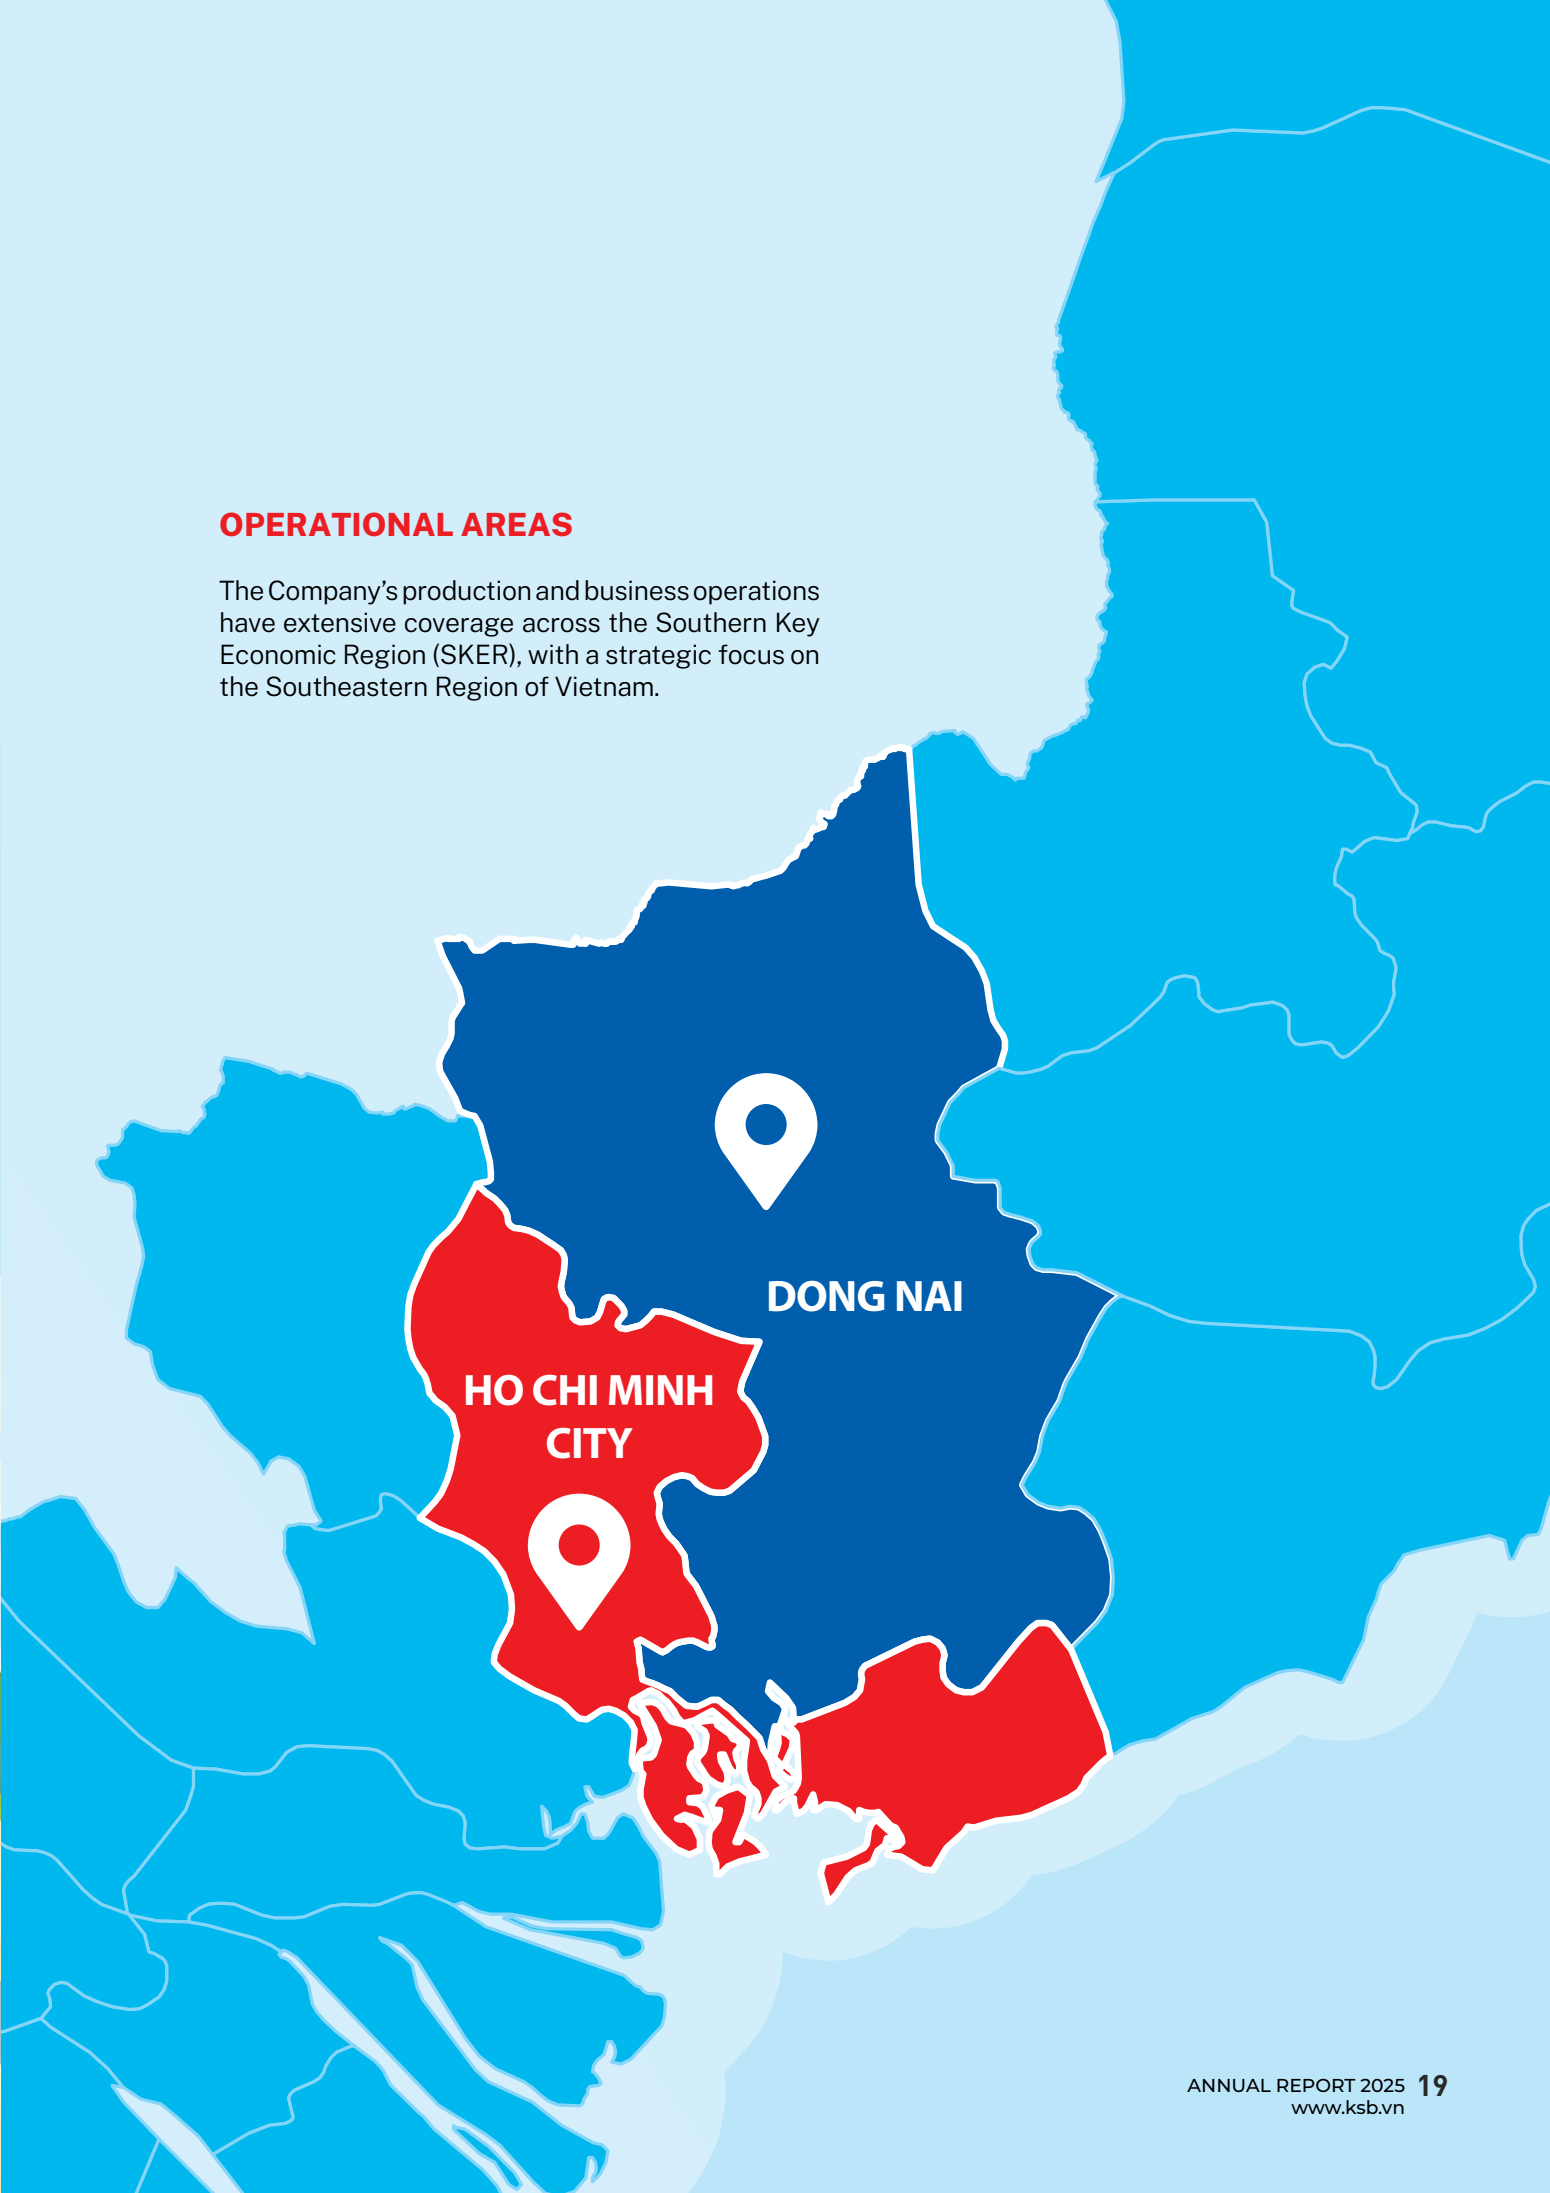 OPERATIONAL AREAS
The Company’s production and business operations
have extensive coverage across the Southern Key
Economic Region (SKER), with a strategic focus on
the Southeastern Region of Vietnam.
DONG NAI
HO CHI MINH
CITY
ANNUAL REPORT 2025 19
www.ksb.vn